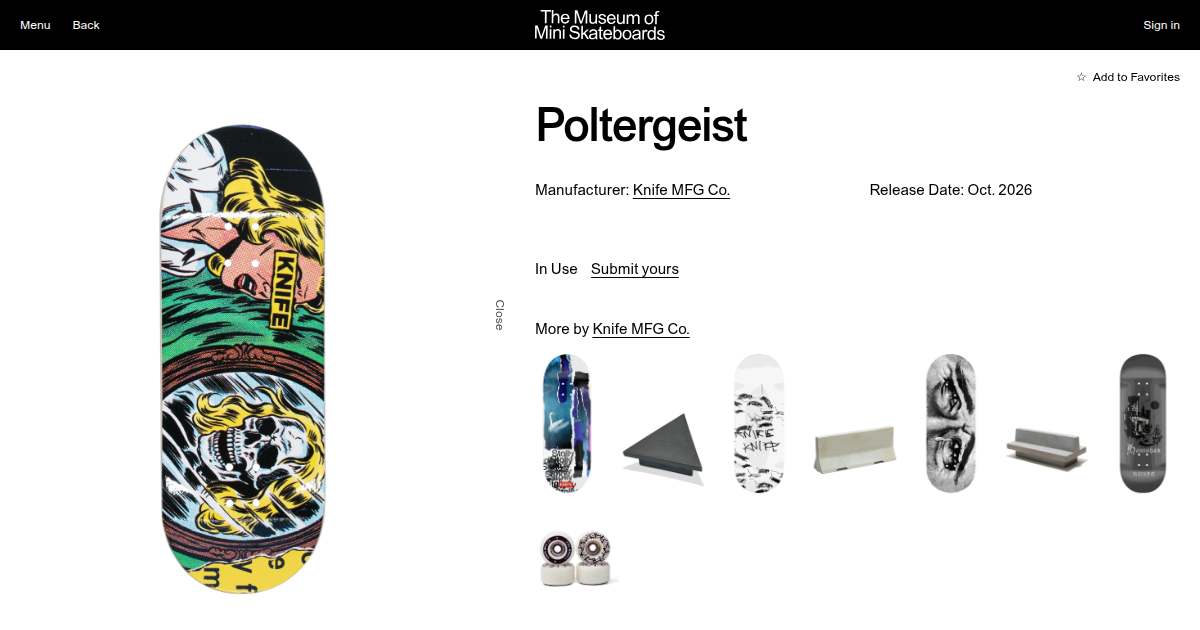 Menu
Back
The Museum of
Mini Skateboards
Sign in
☆ Add to Favorites
Poltergeist
Manufacturer: Knife MFG Co.
Release Date: Oct. 2026
In Use
Submit yours
Close
More by Knife MFG Co.
KNIFE